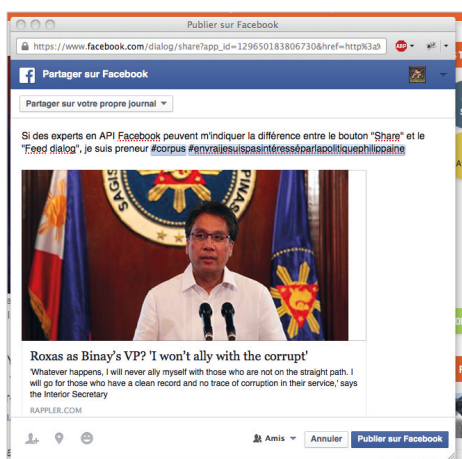 Publier sur Facebook
https://www.facebook.com/dialog/share?app_id=129650183806730&href=http%3a%
ABP
Partager sur Facebook
Partager sur votre propre journal
Si des experts en API Facebook peuvent m'indiquer la différence entre le bouton "Share" et le
"Feed dialog", je suis preneur #corpus #envraijesuispasintéresséparlapolitiquephilippaine
PILIPINAS
Roxas as Binay's VP? 'I won't ally with the corrupt'
'Whatever happens, I will never ally myself with those who are not on the straight path. I
will go for those who have a clean record and no trace of corruption in their service,' says
the Interior Secretary
RAPPLER.COM
Amis
Annuler
Publier sur Facebook